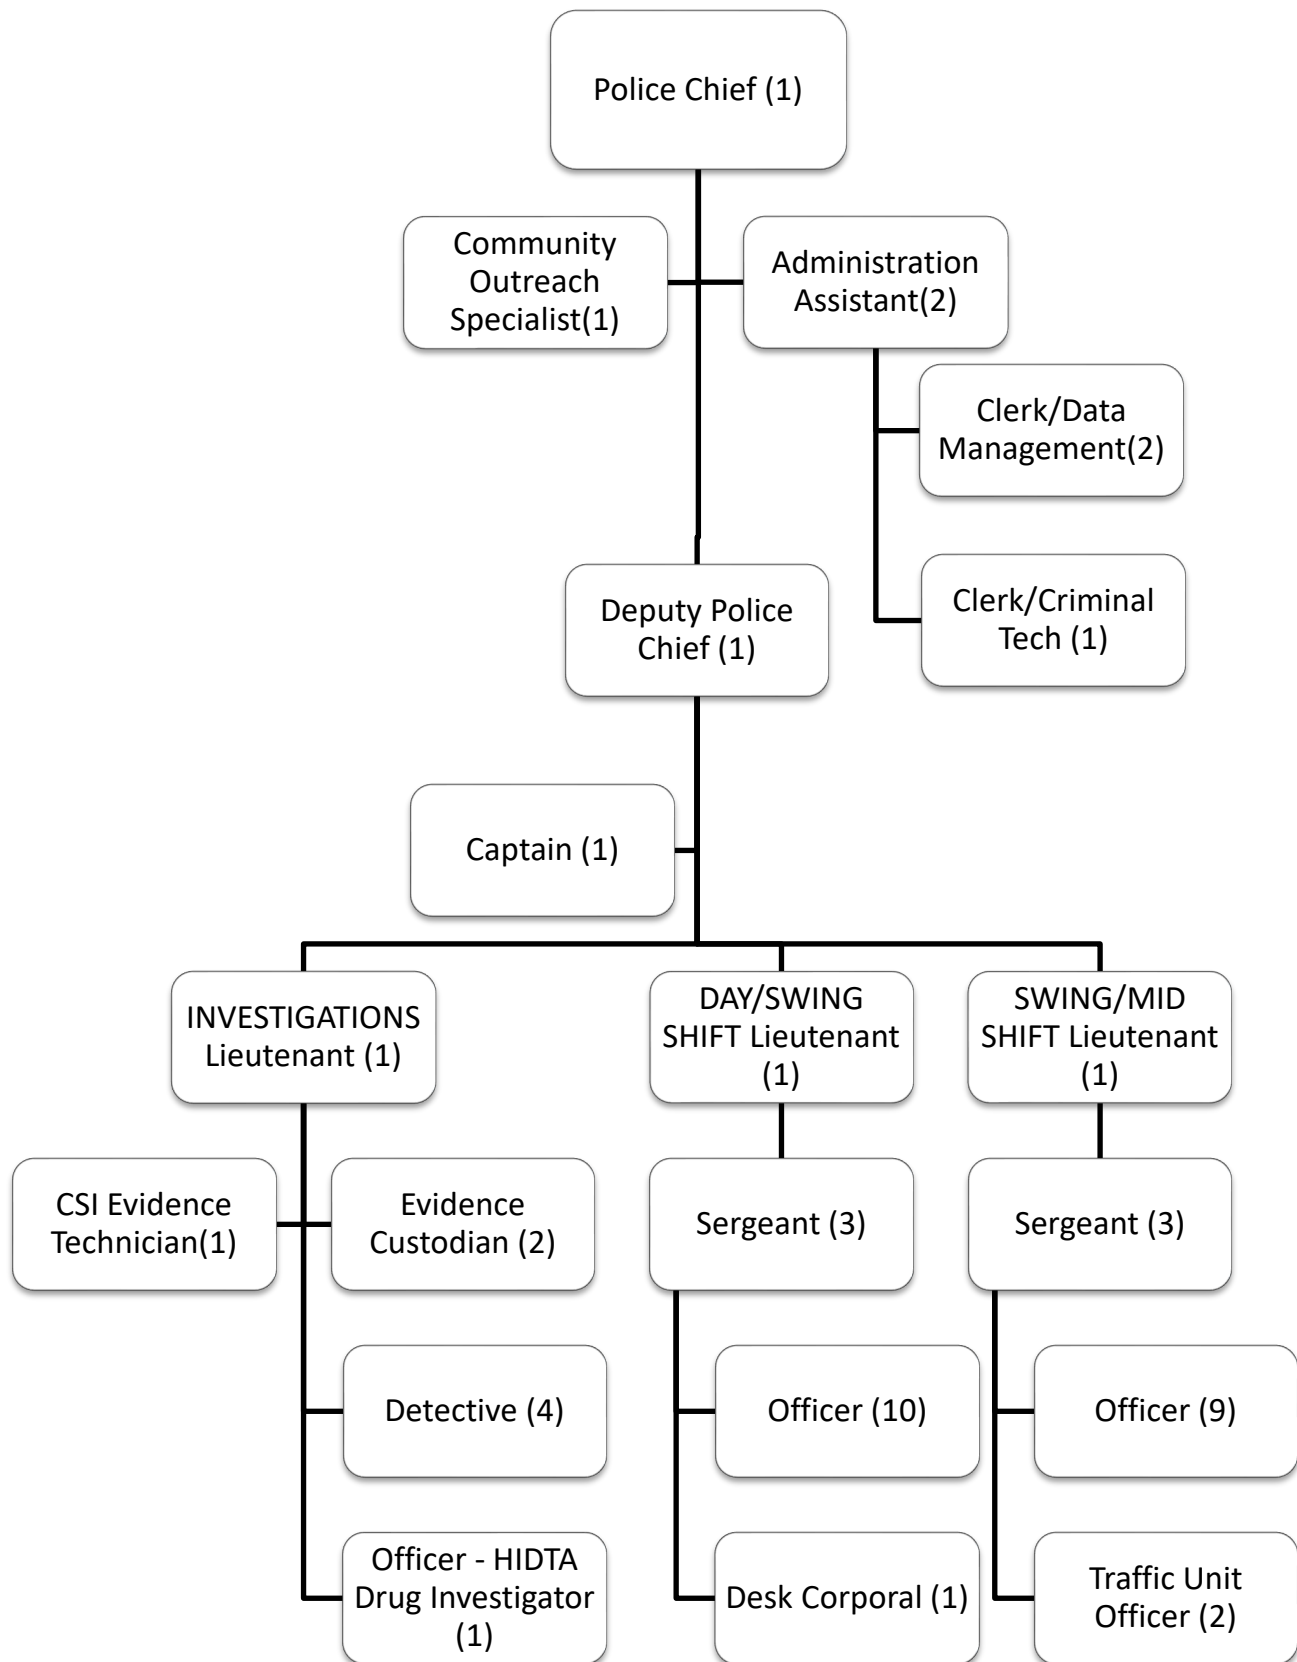 Police Chief (1)
Community
Outreach
Specialist(1)
Administration
Assistant(2)
Clerk/Data
Management(2)
Clerk/Criminal
Tech (1)
Deputy Police
Chief (1)
Captain (1)
INVESTIGATIONS
Lieutenant (1)
DAY/SWING
SHIFT Lieutenant
(1)
SWING/MID
SHIFT Lieutenant
(1)
CSI Evidence
Technician(1)
Evidence
Custodian (2)
Sergeant (3)
Sergeant (3)
Detective (4)
Officer (10)
Officer (9)
Officer - HIDTA
Drug Investigator
(1)
Desk Corporal (1)
Traffic Unit
Officer (2)